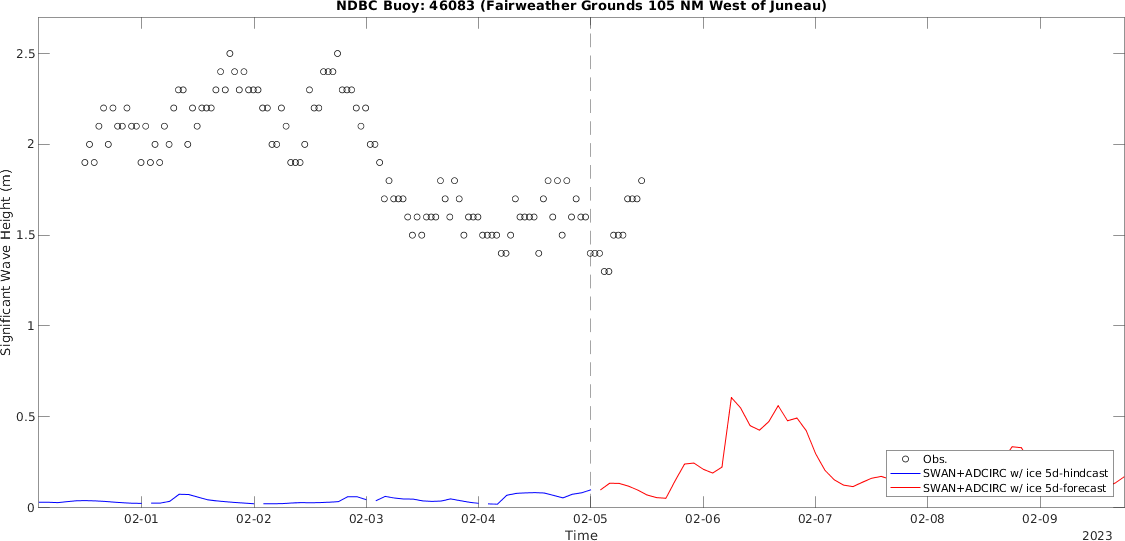 NDBC Buoy: 46083 (Fairweather Grounds 105 NM West of Juneau)
2.5
2
1.5
1
0.5
0
Significant Wave Height (m)
Obs.
SWAN+ADCIRC w/ ice 5d-hindcast
SWAN+ADCIRC w/ ice 5d-forecast
02-01 02-02 02-03 02-04 02-05 02-06 02-07 02-08 02-09
Time
2023